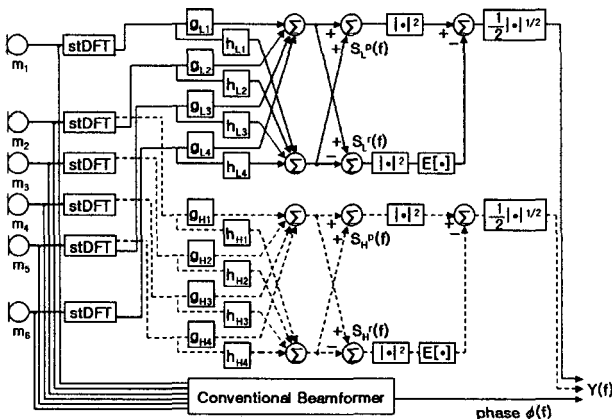 m1
stDFT
gL1
hL1
Σ
+
+
Σ
SLp(f)
|•|²
+
−
Σ
½|•|1/2
m2
stDFT
gL2
hL2
m3
stDFT
gL3
hL3
m4
stDFT
gL4
hL4
Σ
+
−
Σ
SLr(f)
|•|²
E[•]
m5
stDFT
gH1
hH1
Σ
+
+
Σ
SHp(f)
|•|²
+
−
Σ
½|•|1/2
gH2
hH2
m6
stDFT
gH3
hH3
gH4
hH4
Σ
+
−
Σ
SHr(f)
|•|²
E[•]
Conventional Beamformer
phase ϕ(f)
Y(f)